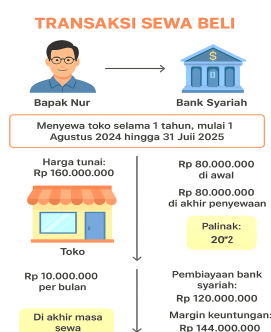 TRANSAKSI SEWA BELI
Bapak Nur
Bank Syariah
Menyewa toko selama 1 tahun, mulai 1
Agustus 2024 hingga 31 Juii 2025
Harga tunai:
Rp 160.000.000
Toko
Rp 10.000.000
per bulan
Di akhir masa
sewa
Rp 80.000.000
di awal
Rp 80.000.000
di akhir penyewaan
Palinak:
20"2
Pembiayaan bank
syariah:
Rp 120.000.000
Margin keuntungan:
Rp 144.000.000